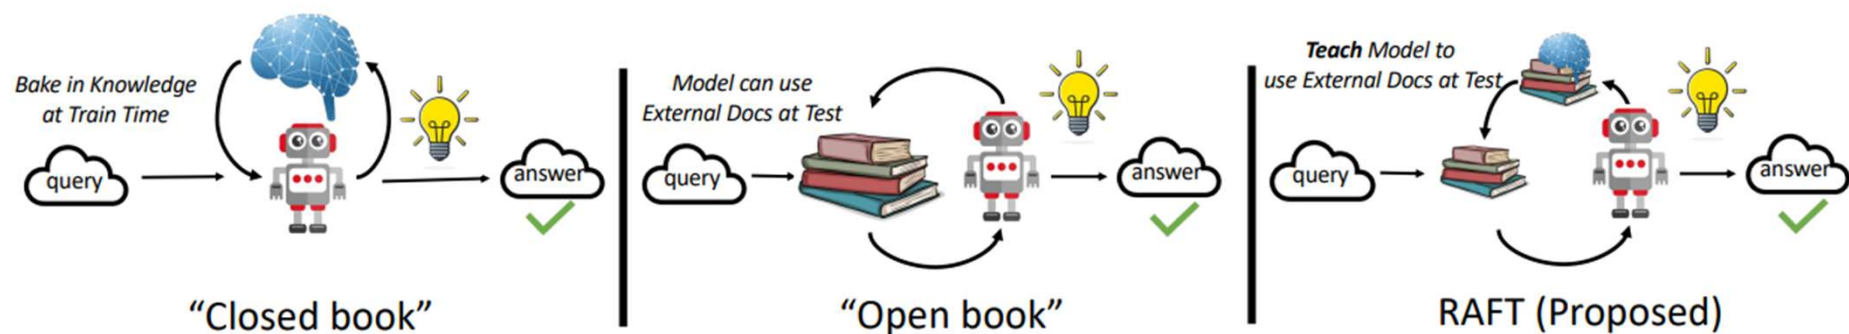 Bake in Knowledge
at Train Time
query
answer
“Closed book”
Model can use
External Docs at Test
query
answer
“Open book”
Teach Model to
use External Docs at Test
query
answer
RAFT (Proposed)